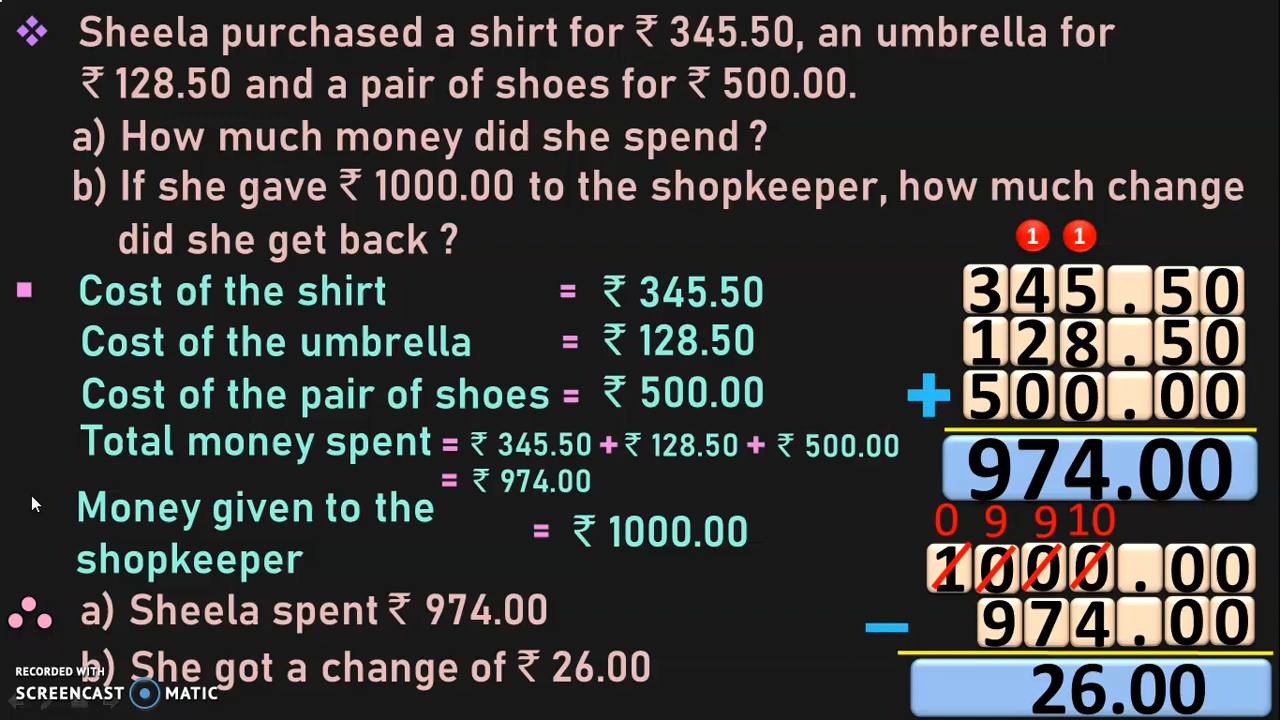 ❖ Sheela purchased a shirt for ₹ 345.50, an umbrella for
₹ 128.50 and a pair of shoes for ₹ 500.00.
a) How much money did she spend ?
b) If she gave ₹ 1000.00 to the shopkeeper, how much change
did she get back ?
1 1
345.50
128.50
+ 500.00
974.00
▪ Cost of the shirt = ₹ 345.50
Cost of the umbrella = ₹ 128.50
Cost of the pair of shoes = ₹ 500.00
Total money spent = ₹ 345.50 + ₹ 128.50 + ₹ 500.00
= ₹ 974.00
Money given to the
shopkeeper = ₹ 1000.00
0 9 9 10
1000.00
− 974.00
26.00
a) Sheela spent ₹ 974.00
b) She got a change of ₹ 26.00
RECORDED WITH
SCREENCAST MATIC